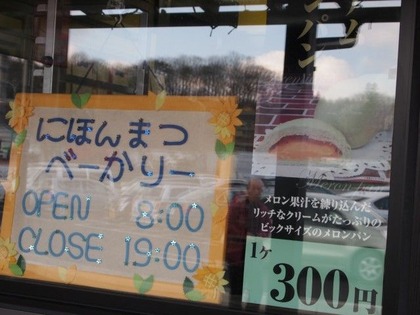 にほんまつ
べーかりー
OPEN 8:00
CLOSE 19:00
メロン果汁を練り込んだ
リッチなクリームがたっぷりの
ビックサイズのメロンパン
1ケ
300円